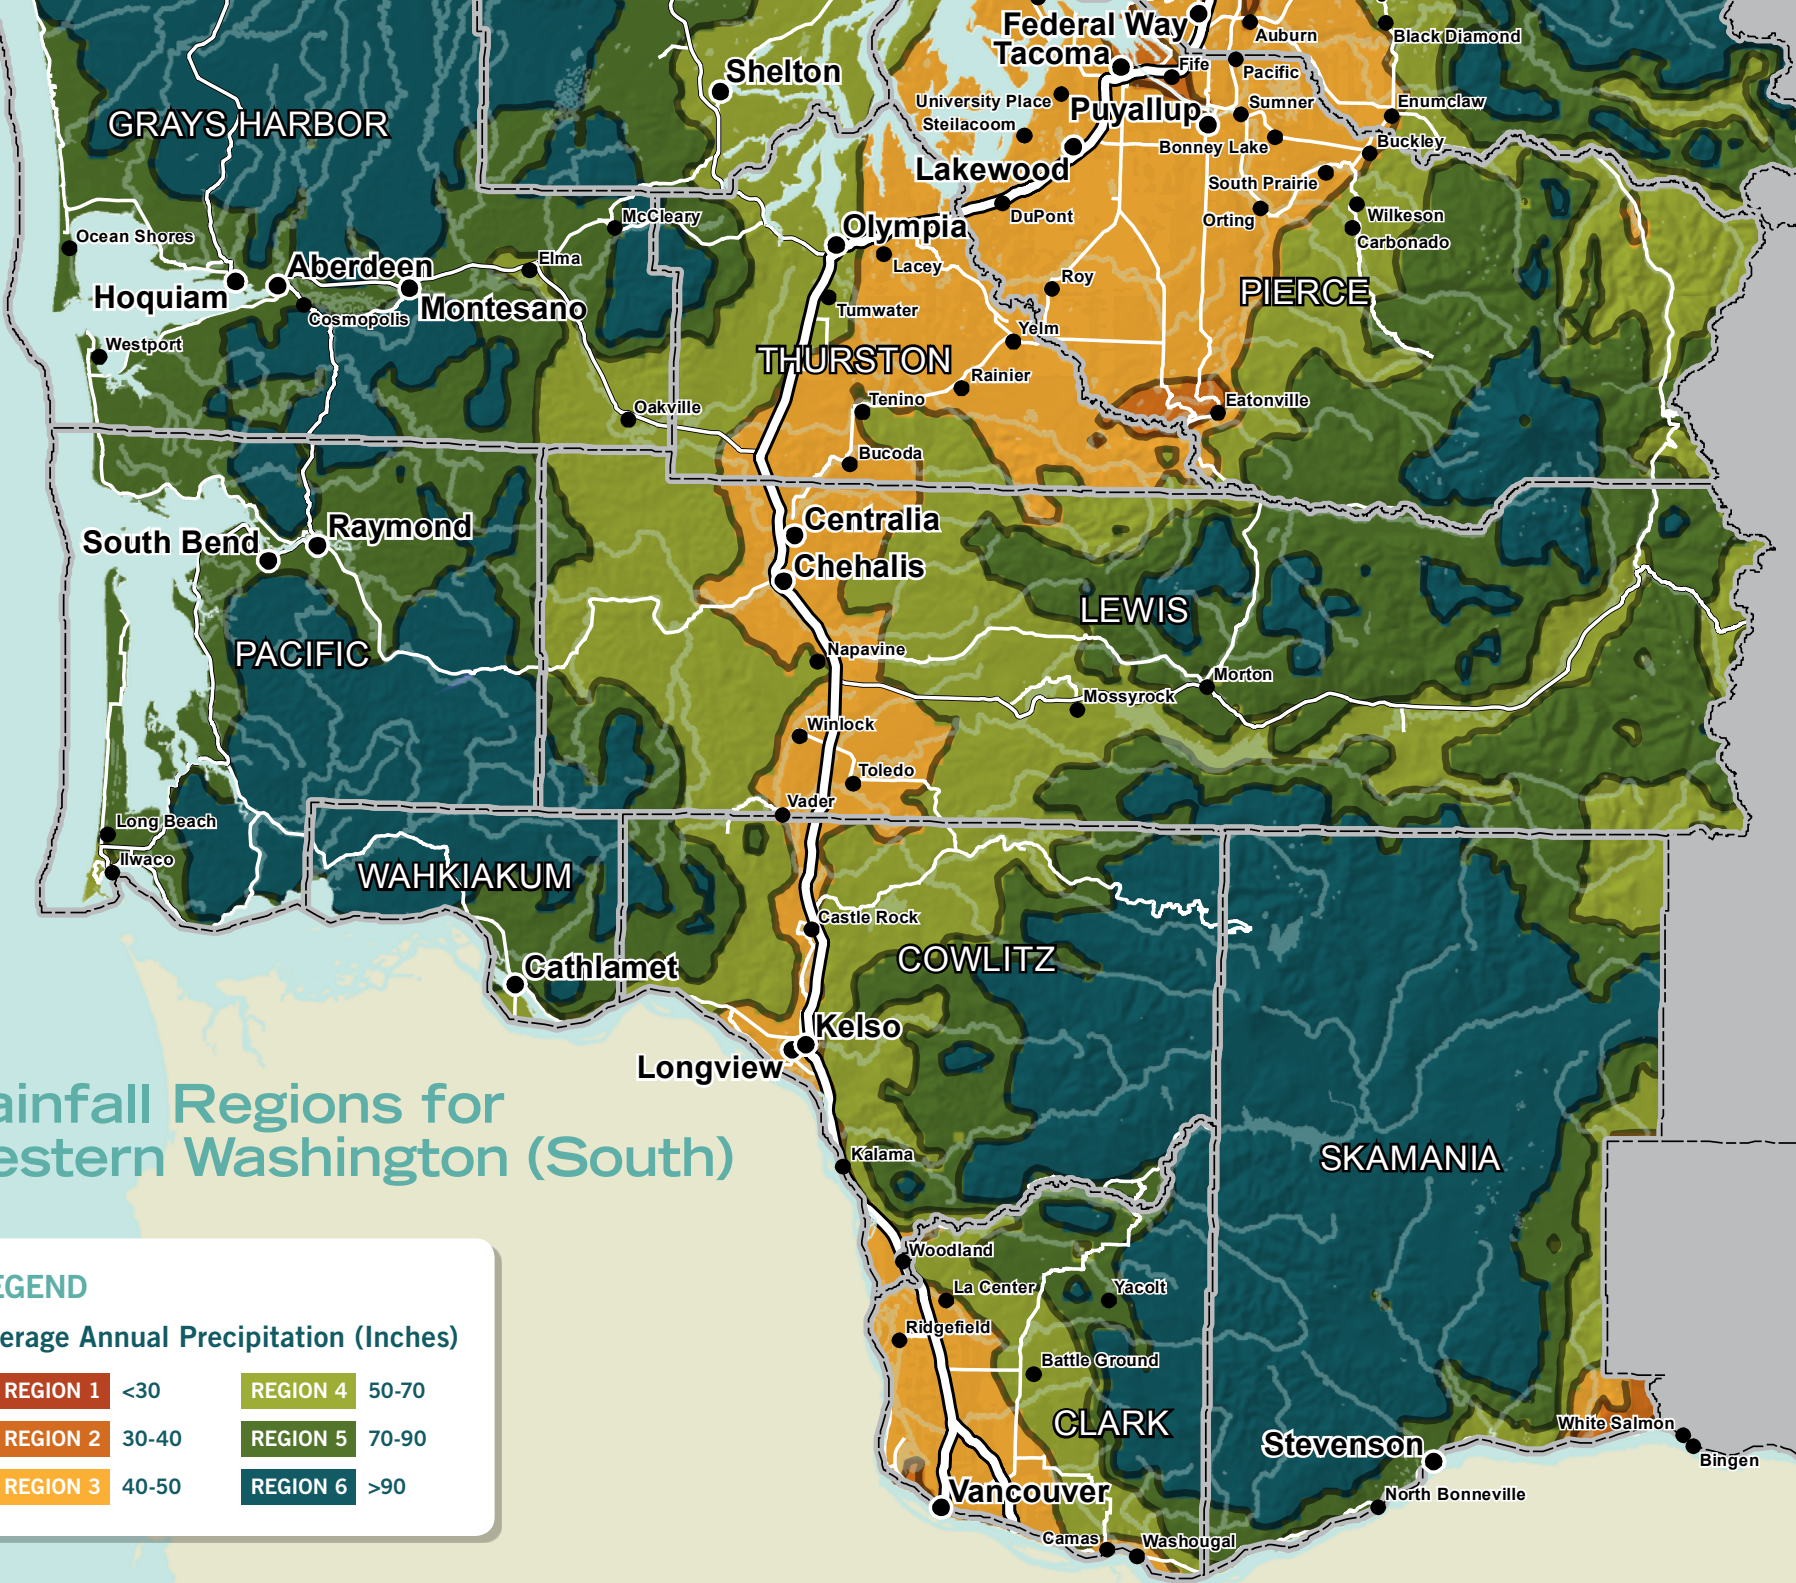 Federal Way
Auburn
Black Diamond
Tacoma
Fife
Pacific
Shelton
University Place
Puyallup
Sumner
Enumclaw
GRAYS HARBOR
Steilacoom
Bonney Lake
Buckley
Lakewood
South Prairie
McCleary
DuPont
Orting
Wilkeson
Ocean Shores
Olympia
Carbonado
Elma
Lacey
Aberdeen
Roy
PIERCE
Hoquiam
Montesano
Cosmopolis
Tumwater
Yelm
Westport
THURSTON
Rainier
Oakville
Tenino
Eatonville
Bucoda
Centralia
South Bend
Raymond
Chehalis
LEWIS
PACIFIC
Napavine
Morton
Mossyrock
Winlock
Toledo
Vader
Long Beach
Ilwaco
WAHKIAKUM
Castle Rock
COWLITZ
Cathlamet
Kelso
Longview
ainfall Regions for
estern Washington (South)
Kalama
SKAMANIA
Woodland
La Center
Yacolt
Ridgefield
Battle Ground
CLARK
White Salmon
Stevenson
Bingen
Vancouver
North Bonneville
Camas
Washougal
EGEND
erage Annual Precipitation (Inches)
REGION 1 <30
REGION 4 50-70
REGION 2 30-40
REGION 5 70-90
REGION 3 40-50
REGION 6 >90